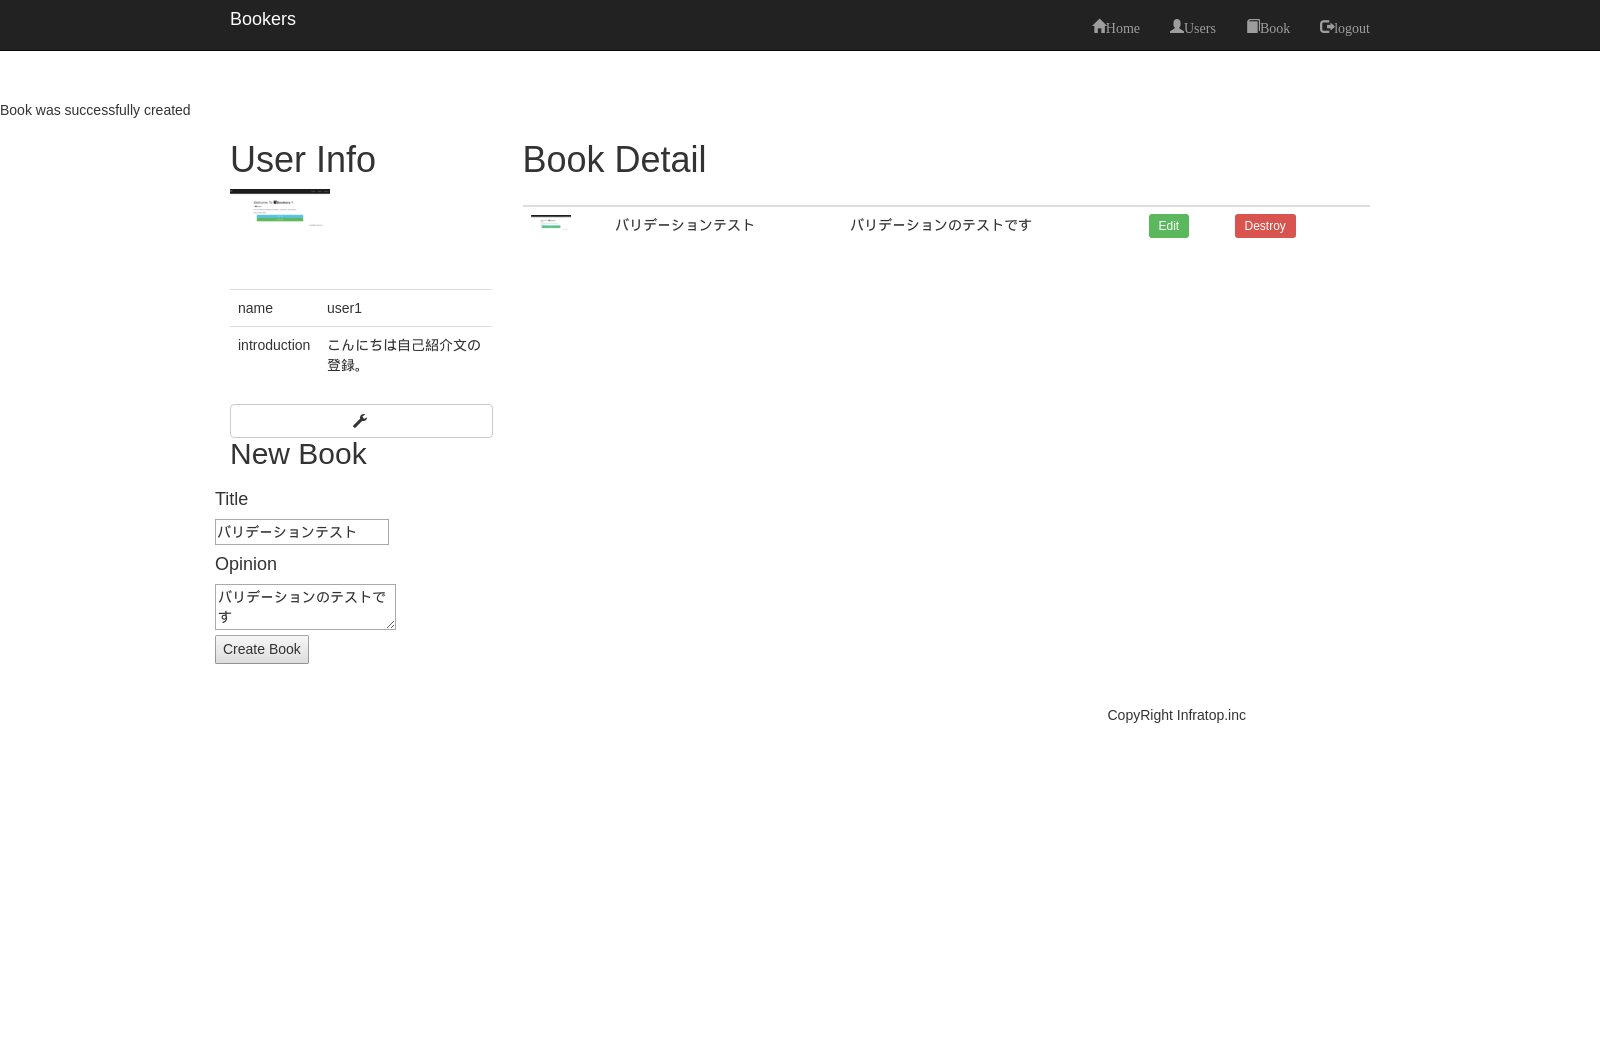 Bookers
Home Users Book logout
Book was successfully created
User Info
name user1
introduction こんにちは自己紹介文の
登録。
New Book
Title
バリデーションテスト
Opinion
バリデーションのテストで
す
Create Book
Book Detail
バリデーションテスト バリデーションのテストです Edit Destroy
CopyRight Infratop.inc